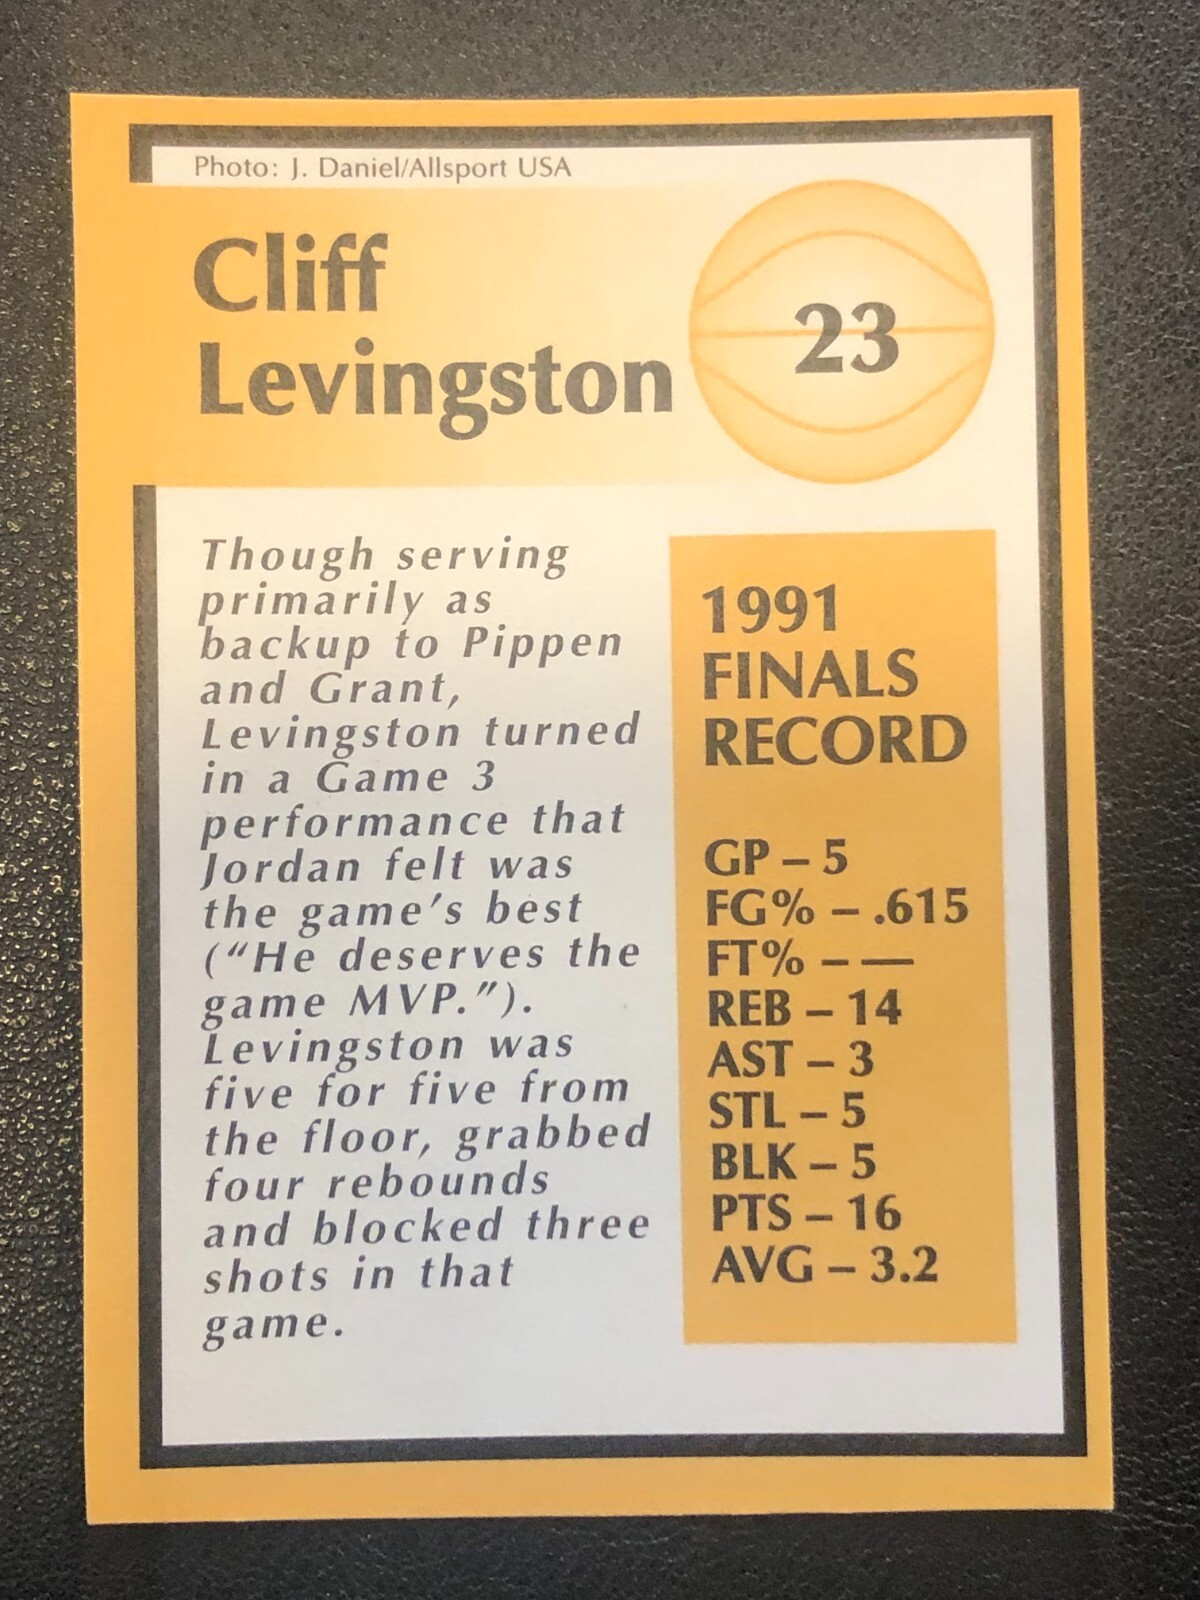 Photo: J. Daniel/Allsport USA
Cliff
Levingston
23
Though serving
primarily as
backup to Pippen
and Grant,
Levingston turned
in a Game 3
performance that
Jordan felt was
the game's best
("He deserves the
game MVP.").
Levingston was
five for five from
the floor, grabbed
four rebounds
and blocked three
shots in that
game.
1991
FINALS
RECORD
GP – 5
FG% – .615
FT% – —
REB – 14
AST – 3
STL – 5
BLK – 5
PTS – 16
AVG – 3.2